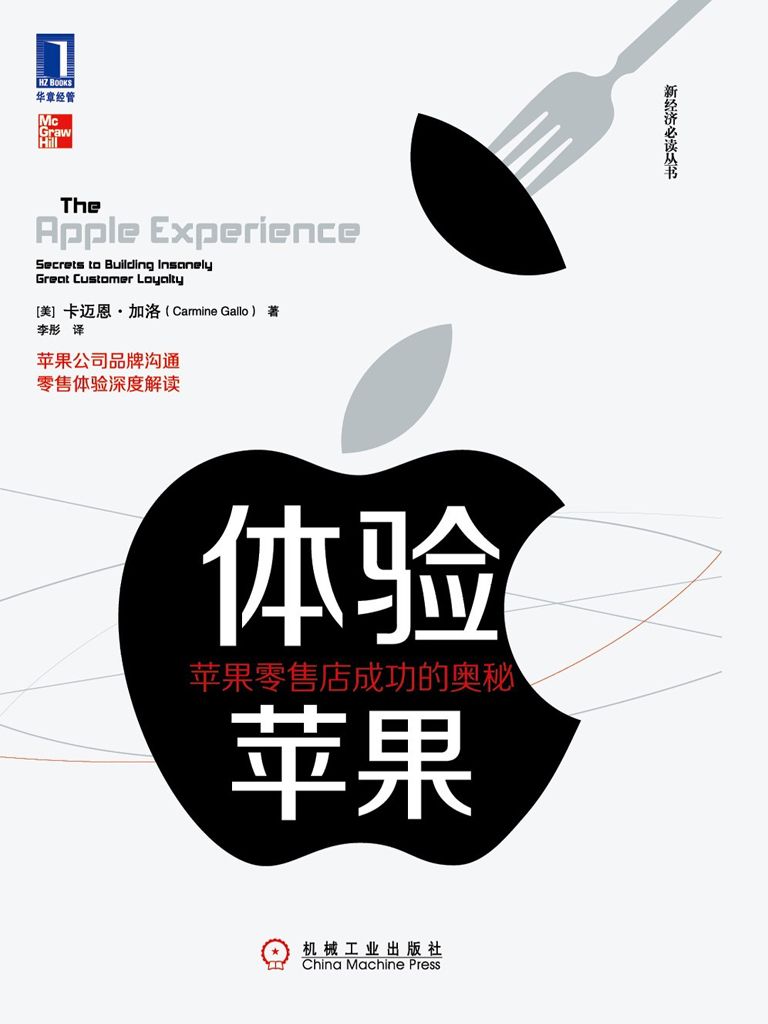 HZ BOOKS
华章经管
Mc
Graw
Hill
新经济必读丛书
The
Apple Experience
Secrets to Building Insanely
Great Customer Loyalty
[美] 卡迈恩·加洛（Carmine Gallo） 著
李彤 译
苹果公司品牌沟通
零售体验深度解读
体验
苹果零售店成功的奥秘
苹果
机械工业出版社
China Machine Press